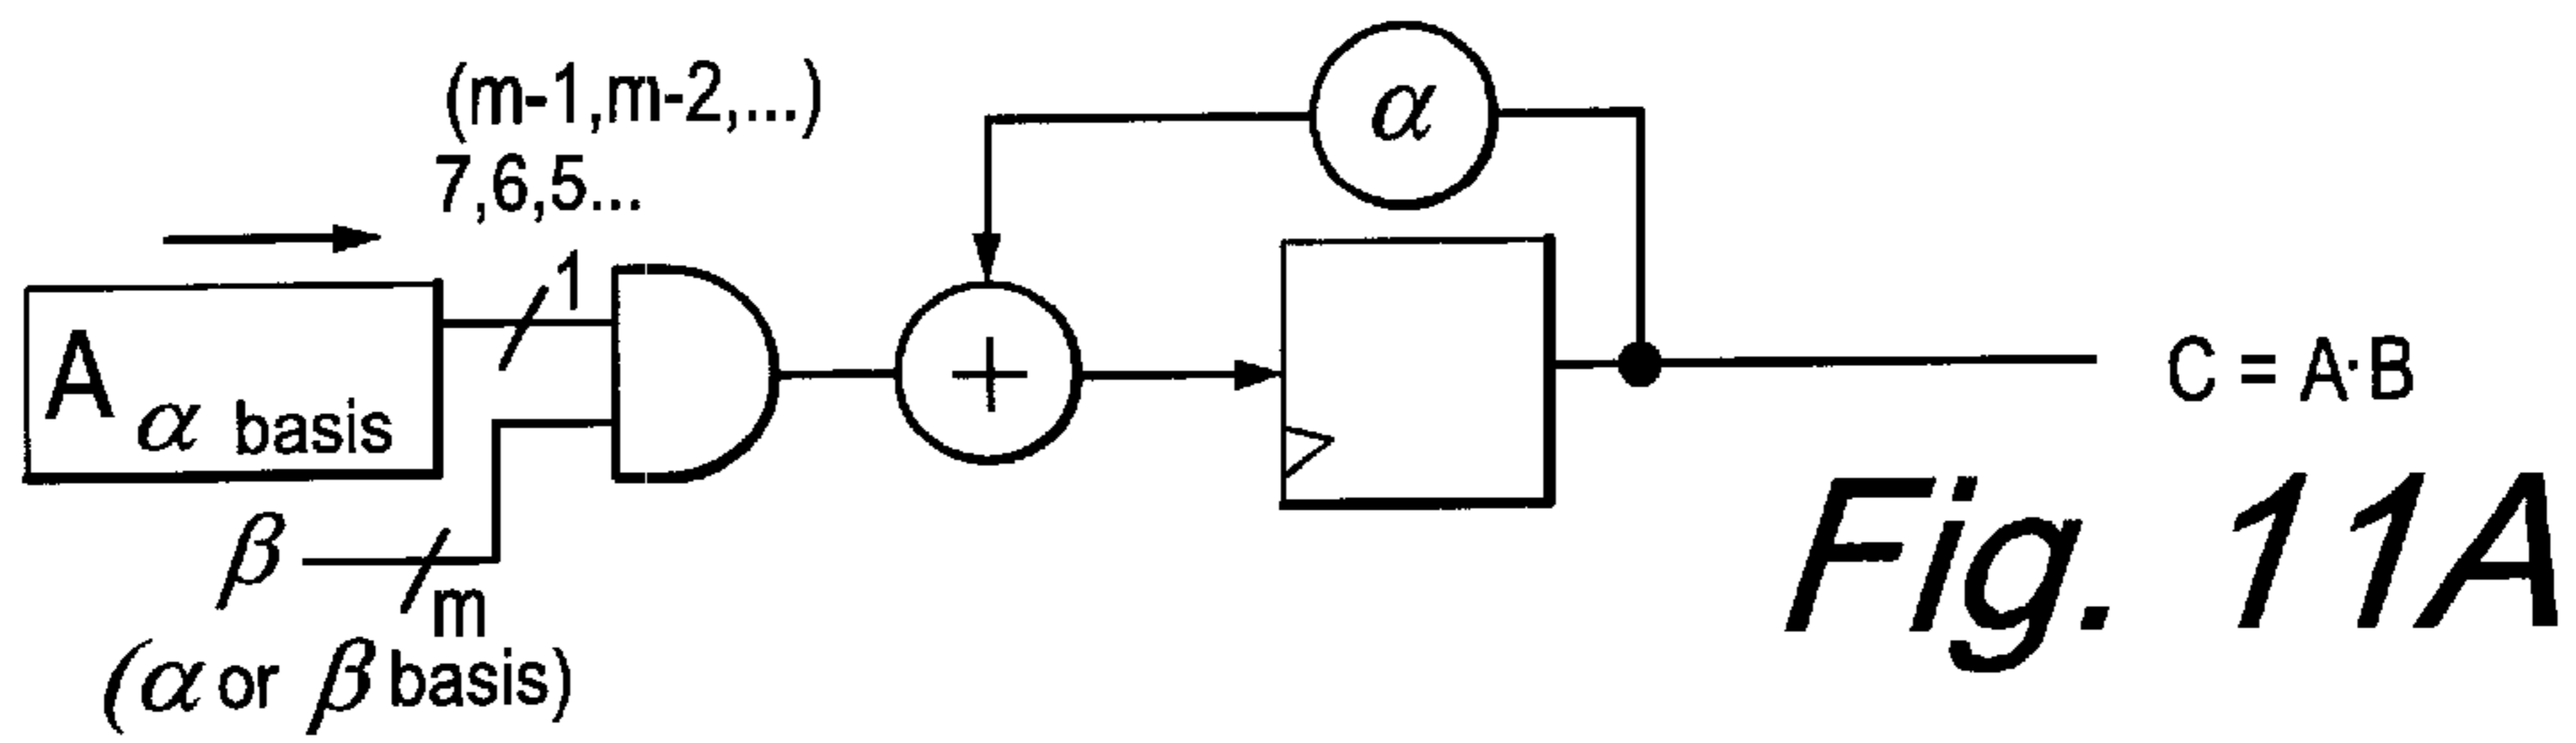 (m-1,m-2,...)
7,6,5...
α
1
A α basis
+
C = A·B
β
m
(α or β basis)
Fig. 11A